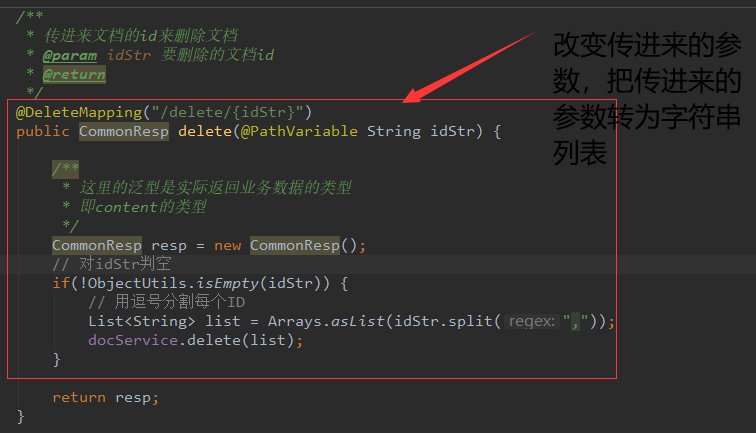 /**
 * 传进来文档的id来删除文档
 * @param idStr 要删除的文档id
 * @return
 */
@DeleteMapping("/delete/{idStr}")
public CommonResp delete(@PathVariable String idStr) {
/**
 * 这里的泛型是实际返回业务数据的类型
 * 即content的类型
 */
CommonResp resp = new CommonResp();
// 对idStr判空
if(!ObjectUtils.isEmpty(idStr)) {
// 用逗号分割每个ID
List<String> list = Arrays.asList(idStr.split( regex: ","));
docService.delete(list);
}
return resp;
}
改变传进来的参
数，把传进来的
参数转为字符串
列表